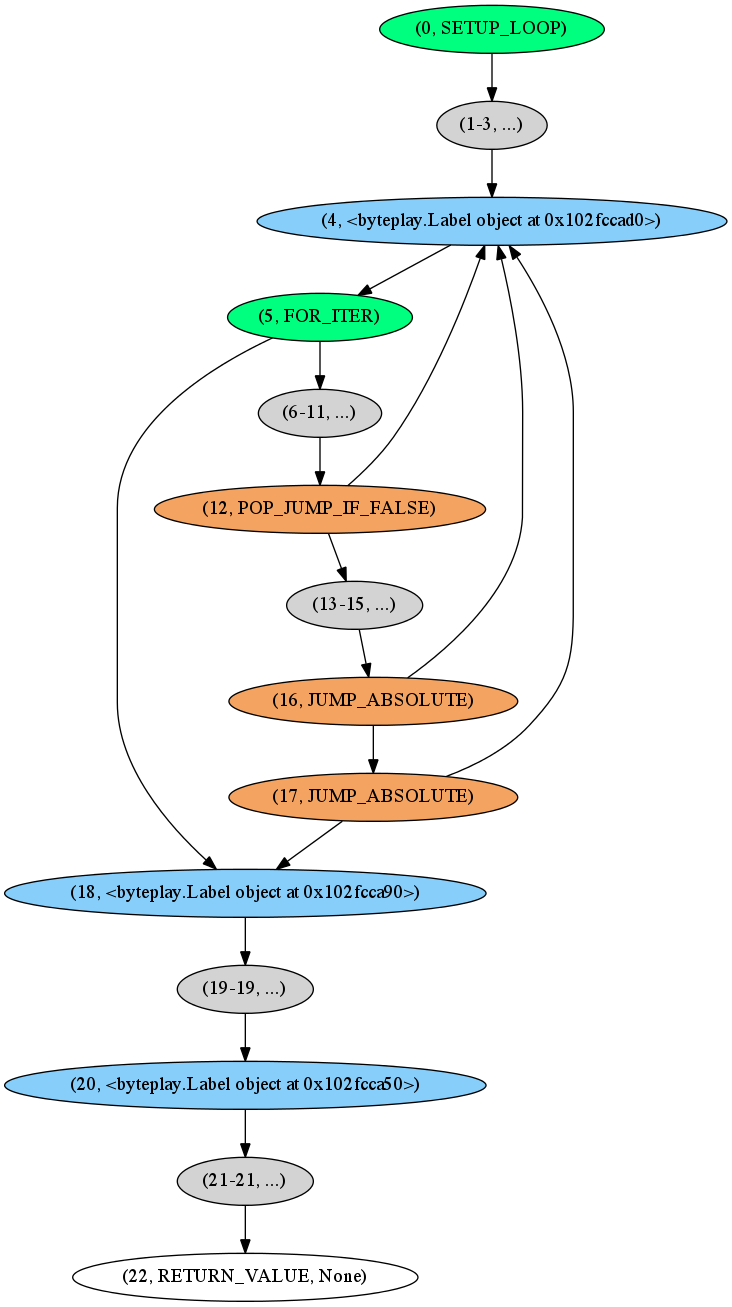 (0, SETUP_LOOP)
(1-3, ...)
(4, <byteplay.Label object at 0x102fccad0>)
(5, FOR_ITER)
(6-11, ...)
(12, POP_JUMP_IF_FALSE)
(13-15, ...)
(16, JUMP_ABSOLUTE)
(17, JUMP_ABSOLUTE)
(18, <byteplay.Label object at 0x102fcca90>)
(19-19, ...)
(20, <byteplay.Label object at 0x102fcca50>)
(21-21, ...)
(22, RETURN_VALUE, None)